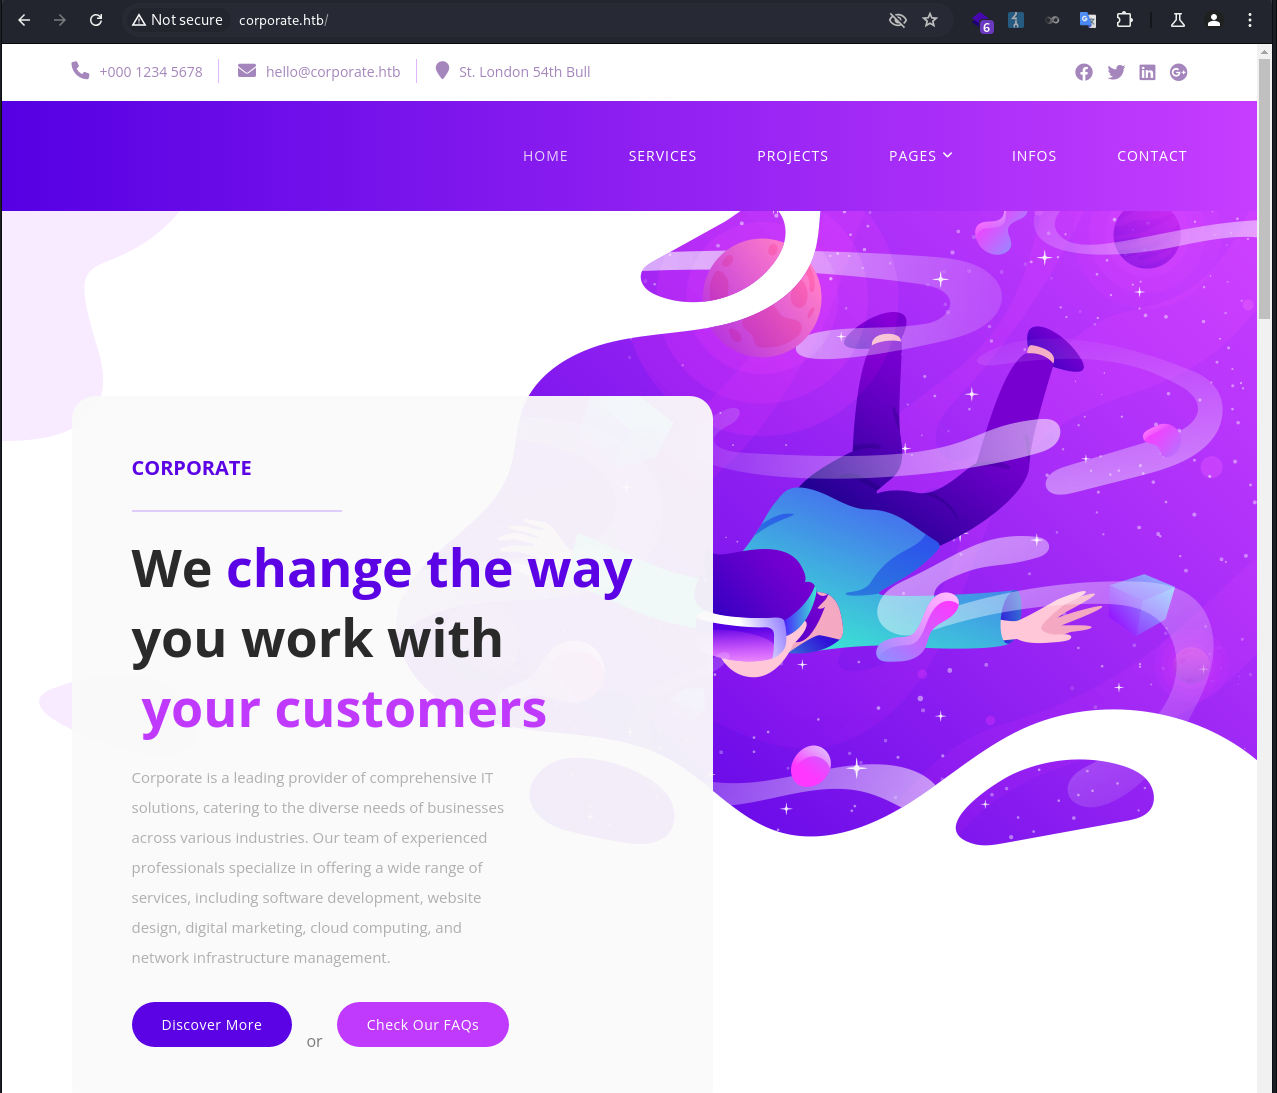 Not secure corporate.htb/
6
+000 1234 5678 hello@corporate.htb St. London 54th Bull
HOME SERVICES PROJECTS PAGES INFOS CONTACT
CORPORATE
We change the way
you work with
your customers
Corporate is a leading provider of comprehensive IT
solutions, catering to the diverse needs of businesses
across various industries. Our team of experienced
professionals specialize in offering a wide range of
services, including software development, website
design, digital marketing, cloud computing, and
network infrastructure management.
Discover More or Check Our FAQs